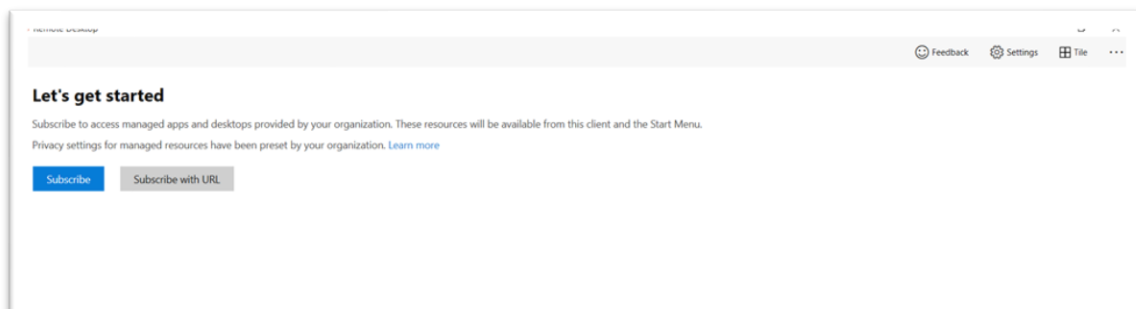 Remote Desktop
Feedback Settings Tile
Let's get started
Subscribe to access managed apps and desktops provided by your organization. These resources will be available from this client and the Start Menu.
Privacy settings for managed resources have been preset by your organization. Learn more
Subscribe Subscribe with URL